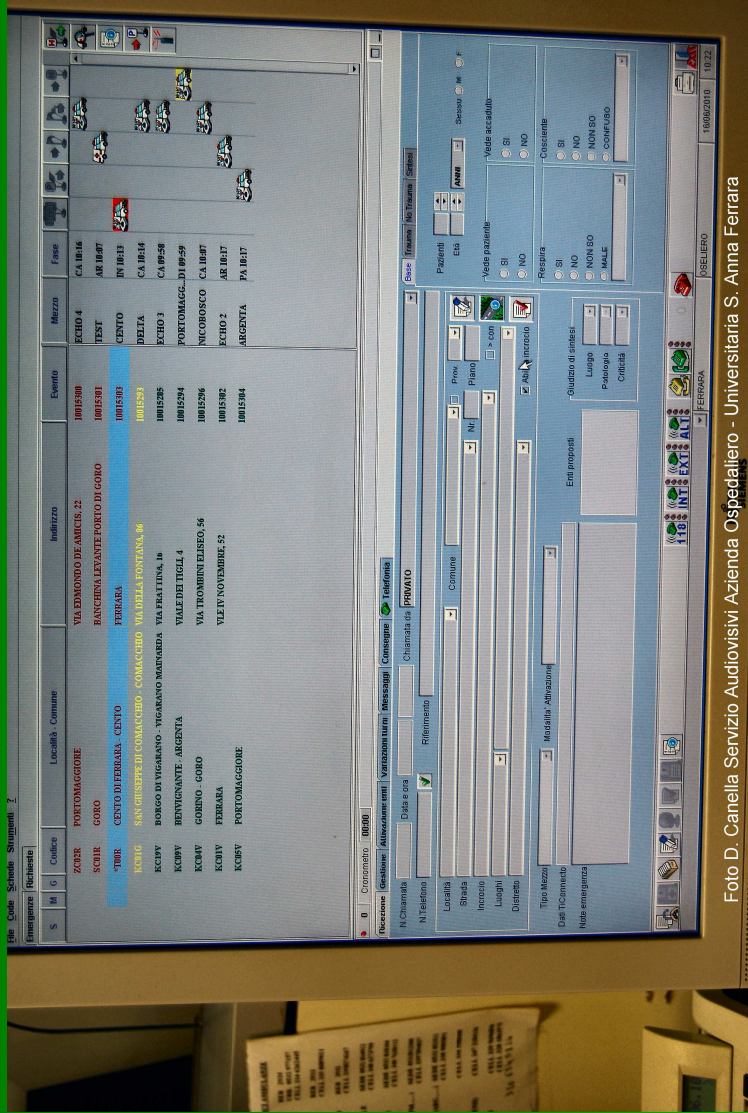 File Code Schede Strumenti ?
Emergenze Richieste
S M G Codice Località - Comune Indirizzo Evento Mezzo Fase
ZC02R PORTOMAGGIORE VIA EDMONDO DE AMICIS, 22 10015300 ECHO 4 CA 10:16
SC01R GORO BANCHINA LEVANTE PORTO DI GORO 10015301 TEST AR 10:07
*T00R CENTO DI FERRARA - CENTO FERRARA 10015303 CENTO IN 10:13
KC01G SAN GIUSEPPE DI COMACCHIO - COMACCHIO VIA DELLA FONTANA, 86 10015293 DELTA CA 10:14
KC19V BORGO DI VIGARANO - VIGARANO MAINARDA VIA FRATTINA, 10 10015285 ECHO 3 CA 09:58
KC09V BENVIGNANTE - ARGENTA VIALE DEI TIGLI, 4 10015294 PORTOMAGG... D1 09:59
KC04V GORINO - GORO VIA TROMBINI ELISEO, 56 10015296 NICOBOSCO CA 10:07
KC01V FERRARA VLE IV NOVEMBRE, 52 10015302 ECHO 2 AR 10:17
KC05V PORTOMAGGIORE 10015304 ARGENTA PA 10:17
0 Cronometro 00:00
Ricezione Gestione Allineamenti Variazioni turni Messaggi Consegne Telefonia
N.Chiamata Data e ora Chiamata da PRIVATO
N.Telefono Riferimento
Località Comune Prov.
Strada Nr. Piano
Incrocio > con
Luoghi
Distretto Abil. incrocio
Tipo Mezzo Modalita' Attivazione
Dati TiConnecto
Note emergenza
Enti proposti
Giudizio di sintesi
Luogo
Patologia
Criticità
Base Trauma No Trauma Sintesi
Pazienti
Età ANNI Sesso M F
Vede paziente
SI
NO
Vede accaduto
SI
NO
Respira
SI
NO
NON SO
MALE
Cosciente
SI
NO
NON SO
CONFUSO
118 INT EXT ALT 0
FERRARA OSELIERO 16/06/2010 10:22
SIEMENS
Foto D. Canella Servizio Audiovisivi Azienda Ospedaliero - Universitaria S. Anna Ferrara